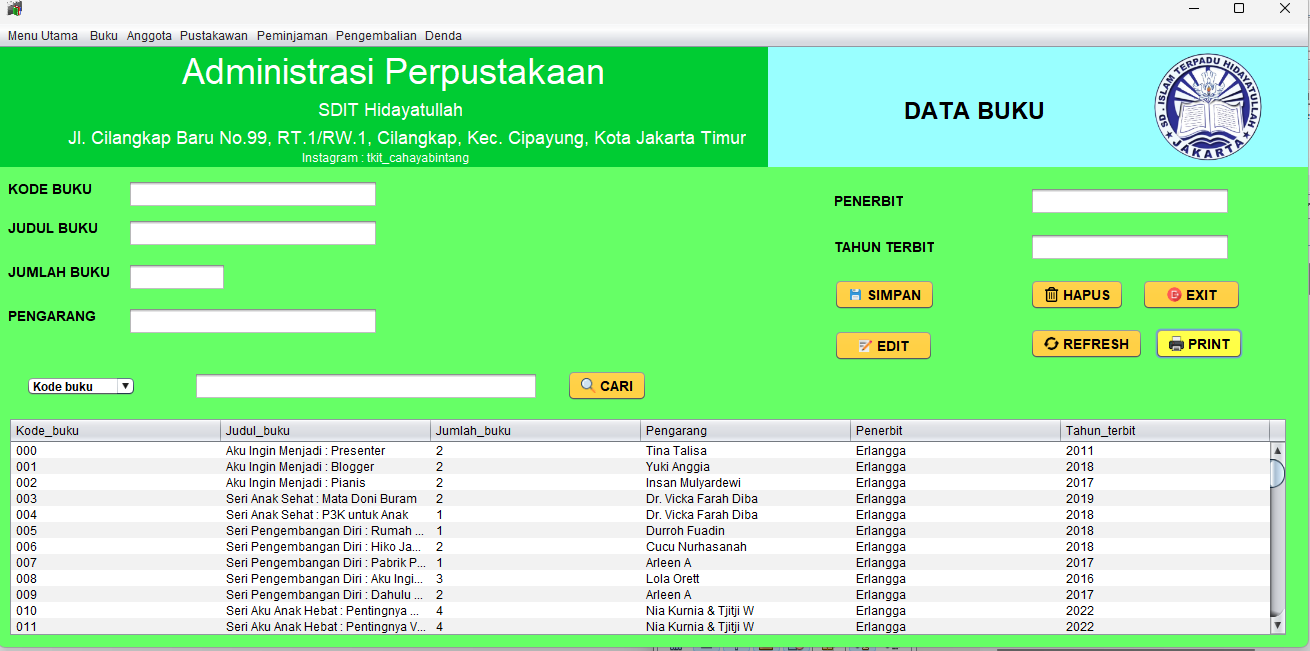 Menu Utama Buku Anggota Pustakawan Peminjaman Pengembalian Denda
Administrasi Perpustakaan
SDIT Hidayatullah
Jl. Cilangkap Baru No.99, RT.1/RW.1, Cilangkap, Kec. Cipayung, Kota Jakarta Timur
Instagram : tkit_cahayabintang
DATA BUKU
SD - ISLAM TERPADU HIDAYATULLAH
JAKARTA
KODE BUKU
JUDUL BUKU
JUMLAH BUKU
PENGARANG
PENERBIT
TAHUN TERBIT
SIMPAN HAPUS EXIT
EDIT REFRESH PRINT
Kode buku CARI
Kode_buku Judul_buku Jumlah_buku Pengarang Penerbit Tahun_terbit
000 Aku Ingin Menjadi : Presenter 2 Tina Talisa Erlangga 2011
001 Aku Ingin Menjadi : Blogger 2 Yuki Anggia Erlangga 2018
002 Aku Ingin Menjadi : Pianis 2 Insan Mulyardewi Erlangga 2017
003 Seri Anak Sehat : Mata Doni Buram 2 Dr. Vicka Farah Diba Erlangga 2019
004 Seri Anak Sehat : P3K untuk Anak 1 Dr. Vicka Farah Diba Erlangga 2018
005 Seri Pengembangan Diri : Rumah ... 1 Durroh Fuadin Erlangga 2018
006 Seri Pengembangan Diri : Hiko Ja... 2 Cucu Nurhasanah Erlangga 2018
007 Seri Pengembangan Diri : Pabrik P... 1 Arleen A Erlangga 2017
008 Seri Pengembangan Diri : Aku Ingi... 3 Lola Orett Erlangga 2016
009 Seri Pengembangan Diri : Dahulu ... 2 Arleen A Erlangga 2017
010 Seri Aku Anak Hebat : Pentingnya ... 4 Nia Kurnia & Tjitji W Erlangga 2022
011 Seri Aku Anak Hebat : Pentingnya V... 4 Nia Kurnia & Tjitji W Erlangga 2022